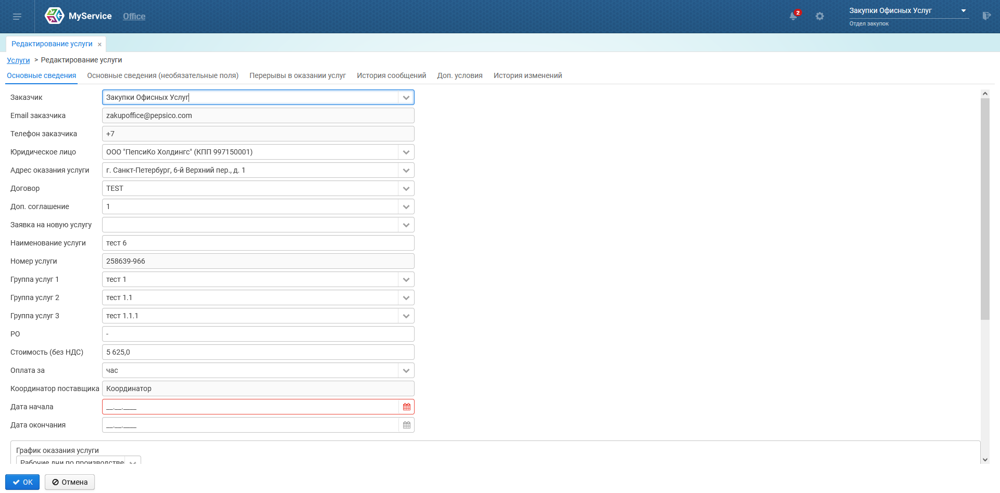 MyService Office
2
Закупки Офисных Услуг
Отдел закупок
Редактирование услуги ×
Услуги > Редактирование услуги
Основные сведения Основные сведения (необязательные поля) Перерывы в оказании услуг История сообщений Доп. условия История изменений
Заказчик Закупки Офисных Услуг
Email заказчика zakupoffice@pepsico.com
Телефон заказчика +7
Юридическое лицо ООО "ПепсиКо Холдингс" (КПП 997150001)
Адрес оказания услуги г. Санкт-Петербург, 6-й Верхний пер., д. 1
Договор TEST
Доп. соглашение 1
Заявка на новую услугу
Наименование услуги тест 6
Номер услуги 258639-966
Группа услуг 1 тест 1
Группа услуг 2 тест 1.1
Группа услуг 3 тест 1.1.1
PO -
Стоимость (без НДС) 5 625,0
Оплата за час
Координатор поставщика Координатор
Дата начала __.__.____
Дата окончания __.__.____
График оказания услуги
Рабочие дни по производстве
OK Отмена